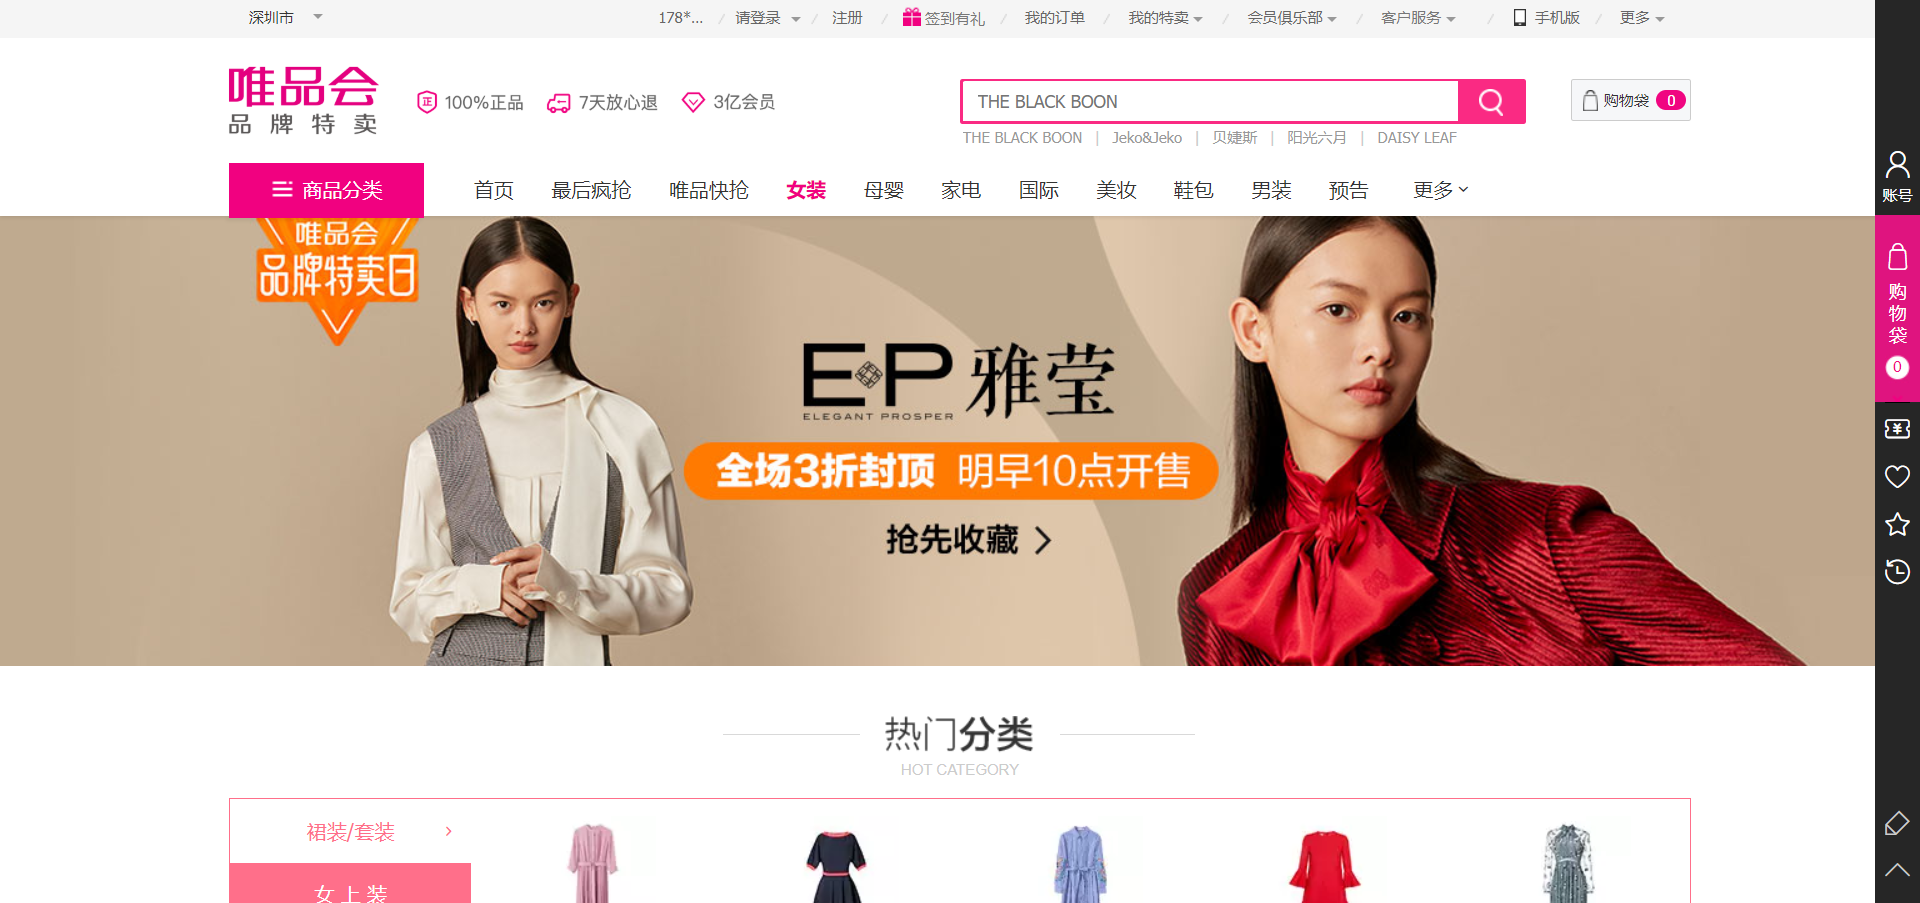 深圳市
178*... 请登录 / 注册 / 签到有礼 / 我的订单 / 我的特卖 / 会员俱乐部 / 客户服务 / 手机版 / 更多
唯品会
品牌特卖
正 100%正品 7天放心退 3亿会员
THE BLACK BOON
购物袋 0
THE BLACK BOON | Jeko&Jeko | 贝婕斯 | 阳光六月 | DAISY LEAF
商品分类 首页 最后疯抢 唯品快抢 女装 母婴 家电 国际 美妆 鞋包 男装 预告 更多
账号
购物袋
0
¥
唯品会
品牌特卖日
EP 雅莹
ELEGANT PROSPER
全场3折封顶 明早10点开售
抢先收藏 >
热门分类
HOT CATEGORY
裙装/套装 >
女上装